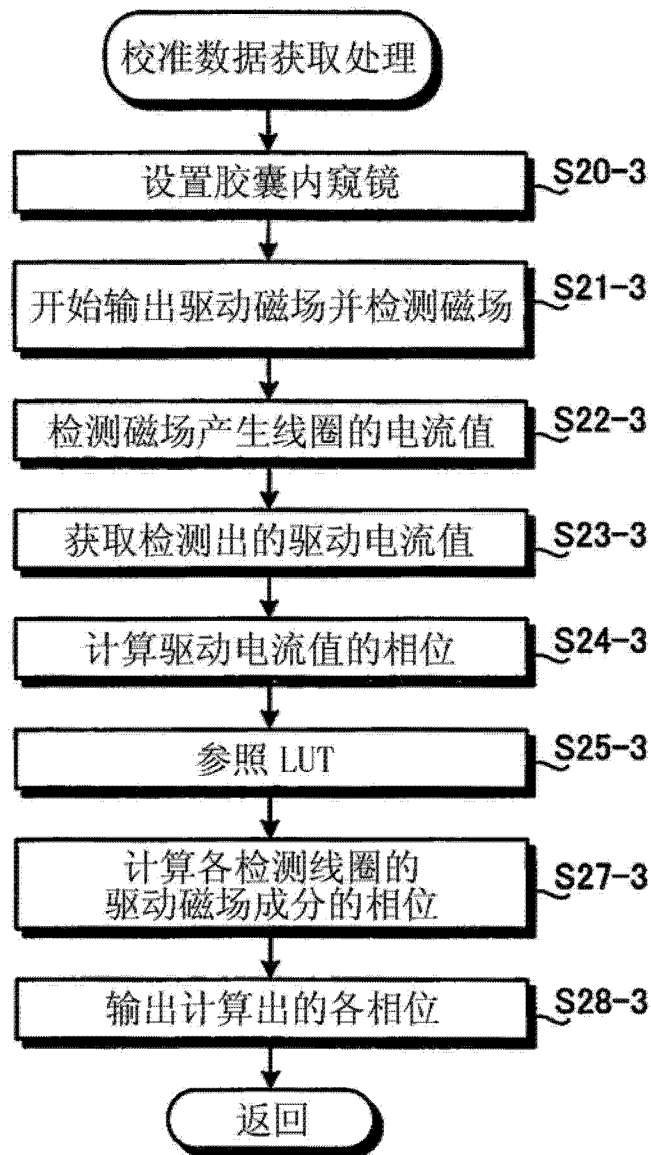 校准数据获取处理
设置胶囊内窥镜
S20-3
开始输出驱动磁场并检测磁场
S21-3
检测磁场产生线圈的电流值
S22-3
获取检测出的驱动电流值
S23-3
计算驱动电流值的相位
S24-3
参照 LUT
S25-3
计算各检测线圈的
驱动磁场成分的相位
S27-3
输出计算出的各相位
S28-3
返回